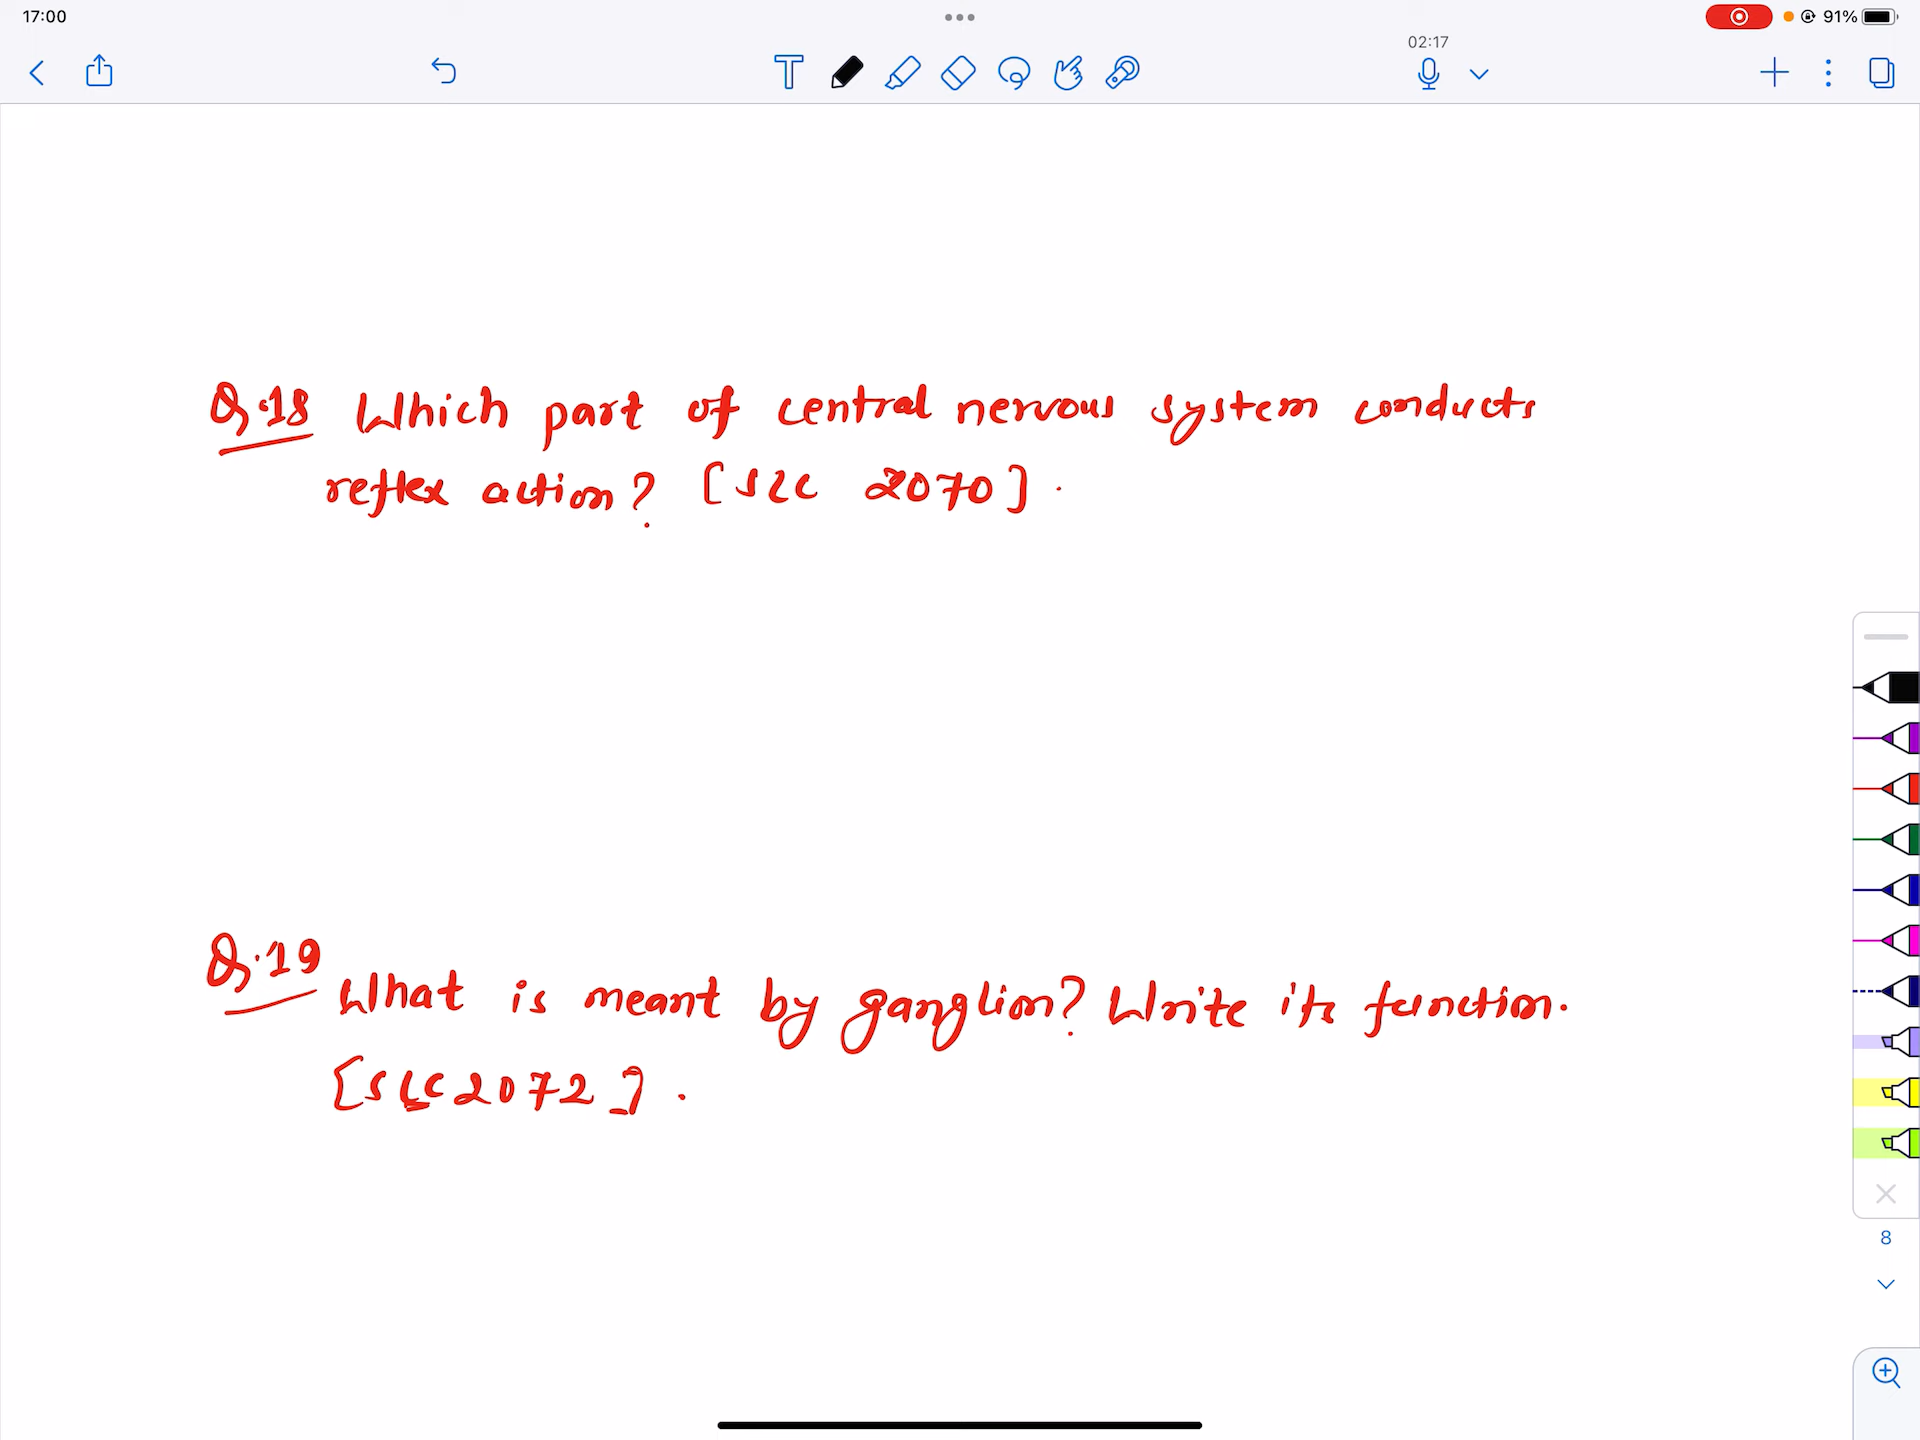 17:00
91%
02:17
Q.18 Which part of central nervous system conducts
reflex action? [SLC 2070].
Q.19 What is meant by ganglion? Write its function.
[SLC 2072].
8